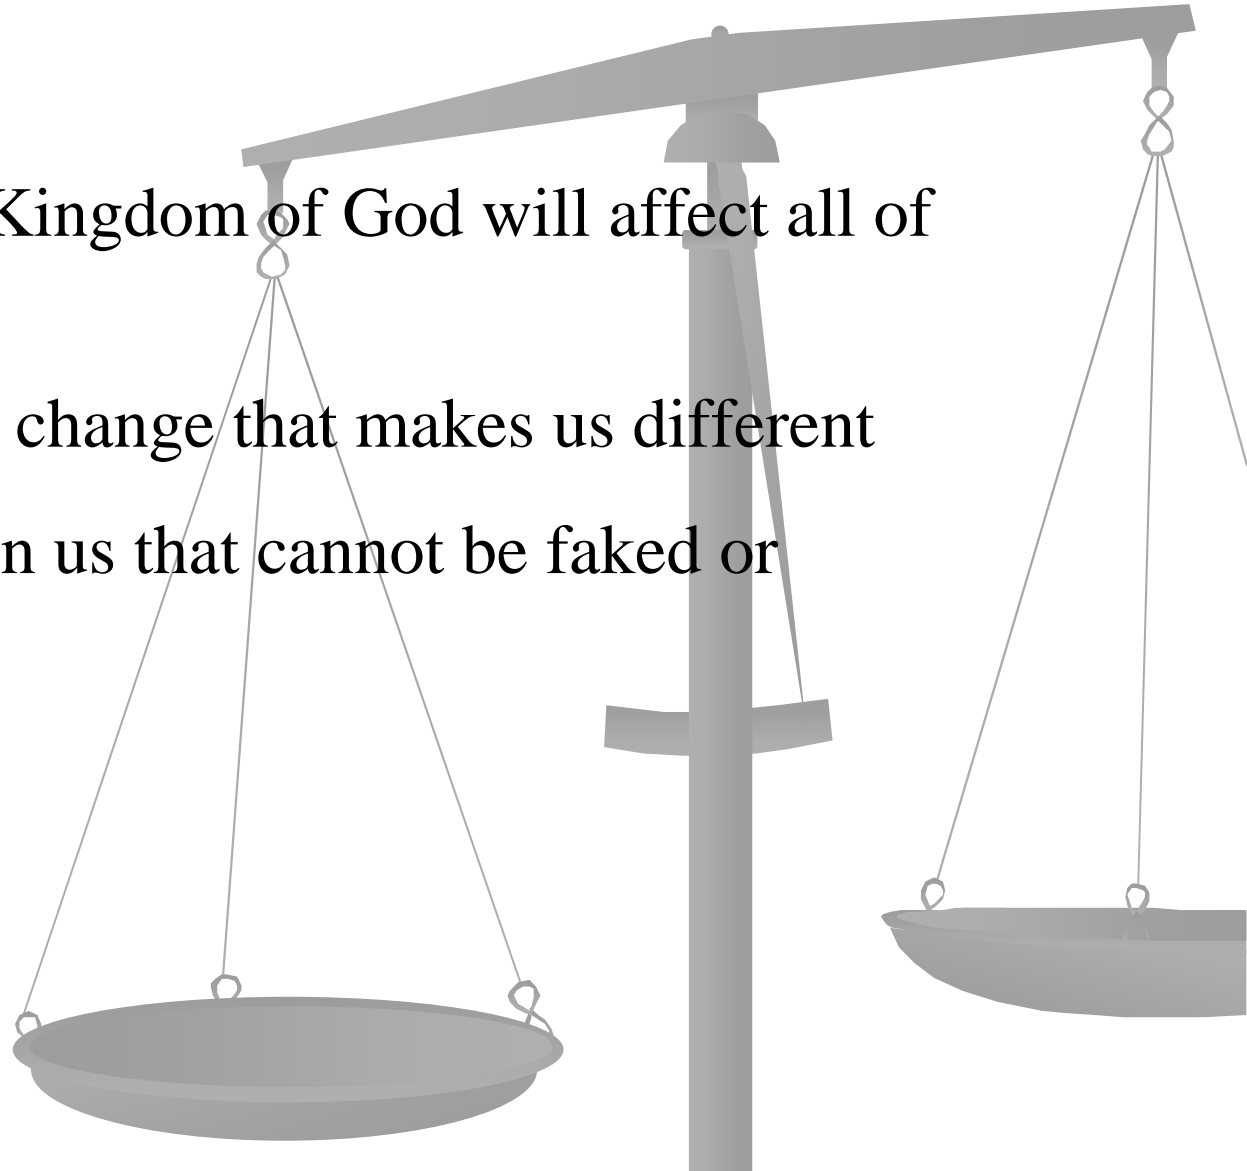 Kingdom of God will affect all of
change that makes us different
n us that cannot be faked or